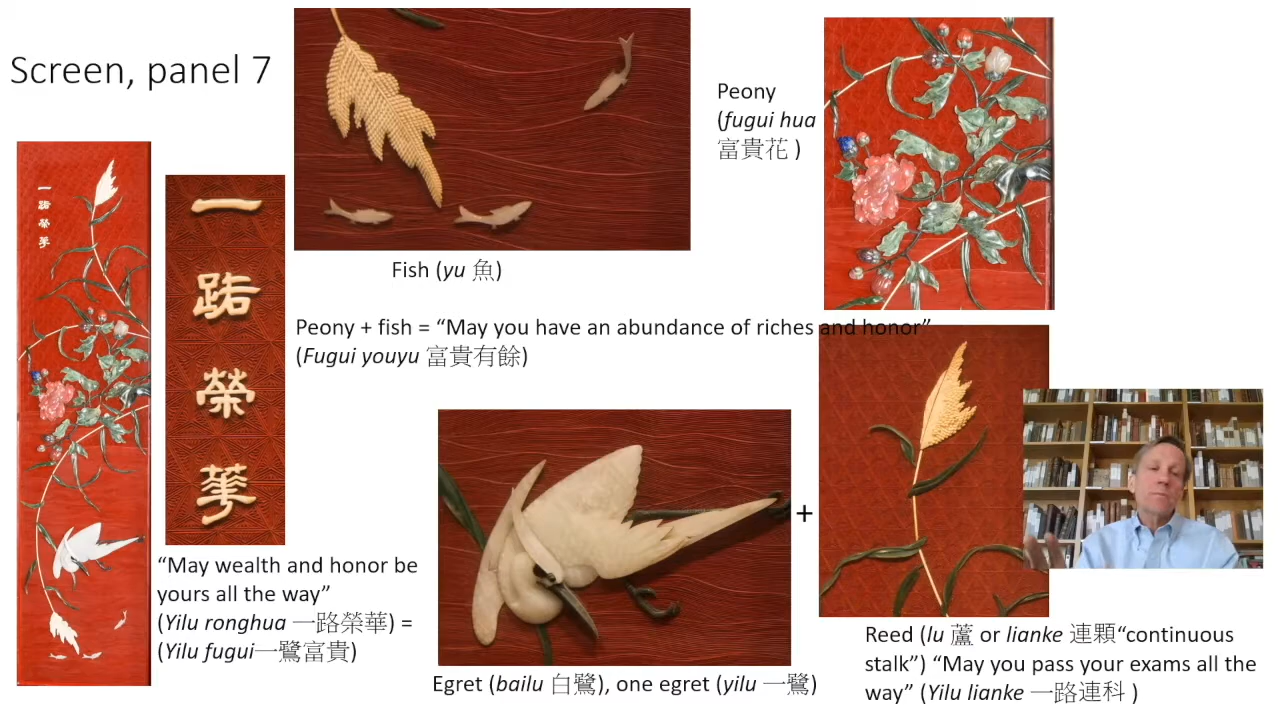 Screen, panel 7
一
路
榮
華
一
路
榮
華
“May wealth and honor be
yours all the way”
(Yilu ronghua 一路榮華) =
(Yilu fugui一鷺富貴)
Fish (yu 魚)
Peony + fish = “May you have an abundance of riches and honor”
(Fugui youyu 富貴有餘)
Peony
(fugui hua
富貴花 )
+
Egret (bailu 白鷺), one egret (yilu 一鷺)
Reed (lu 蘆 or lianke 連顆“continuous
stalk”) “May you pass your exams all the
way” (Yilu lianke 一路連科 )